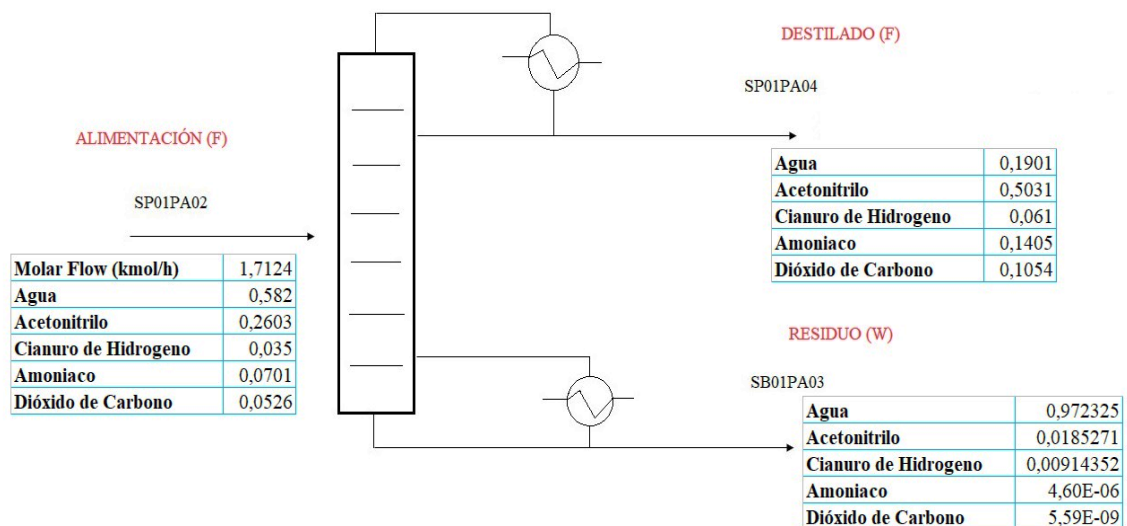 DESTILADO (F)
SP01PA04
Agua 0,1901
Acetonitrilo 0,5031
Cianuro de Hidrogeno 0,061
Amoniaco 0,1405
Dióxido de Carbono 0,1054
ALIMENTACIÓN (F)
SP01PA02
Molar Flow (kmol/h) 1,7124
Agua 0,582
Acetonitrilo 0,2603
Cianuro de Hidrogeno 0,035
Amoniaco 0,0701
Dióxido de Carbono 0,0526
RESIDUO (W)
SB01PA03
Agua 0,972325
Acetonitrilo 0,0185271
Cianuro de Hidrogeno 0,00914352
Amoniaco 4,60E-06
Dióxido de Carbono 5,59E-09